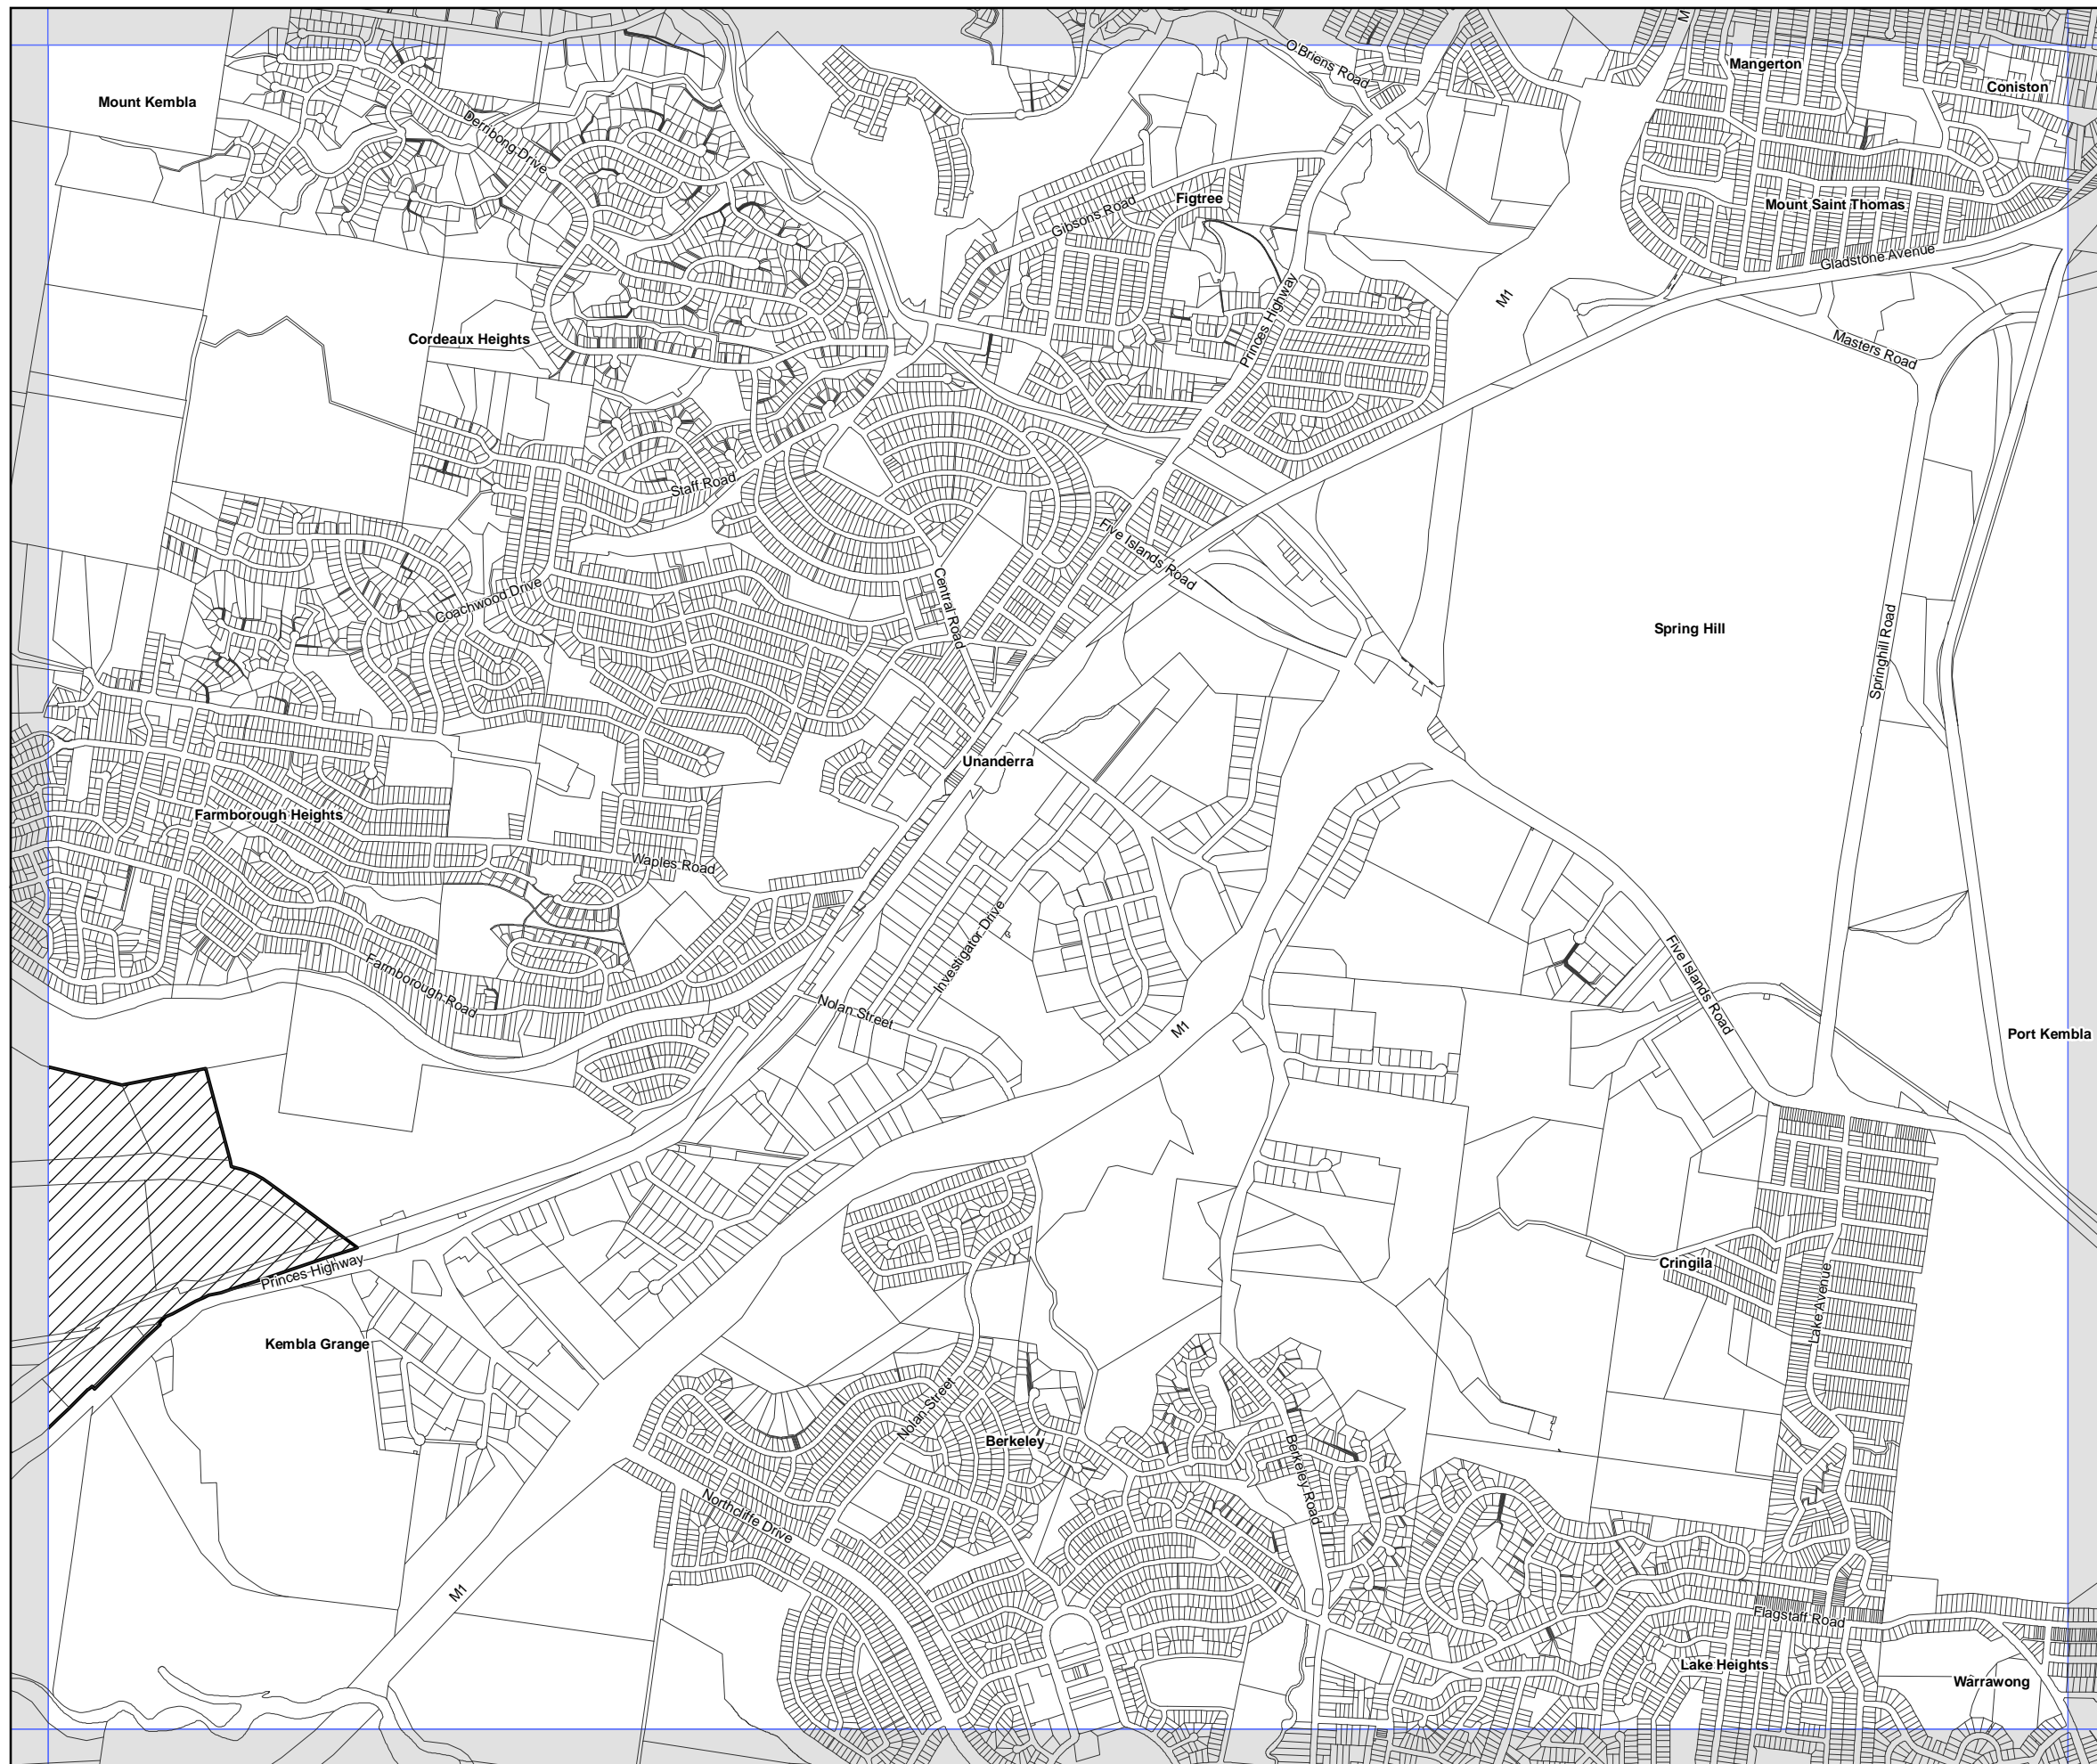 M
O'Briens Road
Mangerton
Coniston
Mount Kembla
Derribong Drive
Figtree
Gibsons Road
Mount Saint Thomas
Gladstone Avenue
M1
Princes Highway
Cordeaux Heights
Masters Road
Staff Road
Five Islands Road
Central Road
Coachwood Drive
Spring Hill
Springhill Road
Unanderra
Farmborough Heights
Waples Road
Investigator Drive
Farmborough Road
Nolan Street
Five Islands Road
M1
Port Kembla
Princes Highway
Cringila
Lake Avenue
Kembla Grange
Nolan Street
Berkeley
Berkeley Road
Northcliffe Drive
M1
Flagstaff Road
Lake Heights
Warrawong